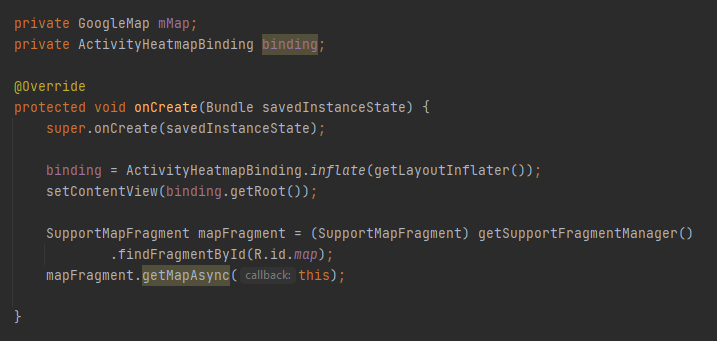 private GoogleMap mMap;
private ActivityHeatmapBinding binding;
@Override
protected void onCreate(Bundle savedInstanceState) {
super.onCreate(savedInstanceState);
binding = ActivityHeatmapBinding.inflate(getLayoutInflater());
setContentView(binding.getRoot());
SupportMapFragment mapFragment = (SupportMapFragment) getSupportFragmentManager()
.findFragmentById(R.id.map);
mapFragment.getMapAsync( callback: this);
}